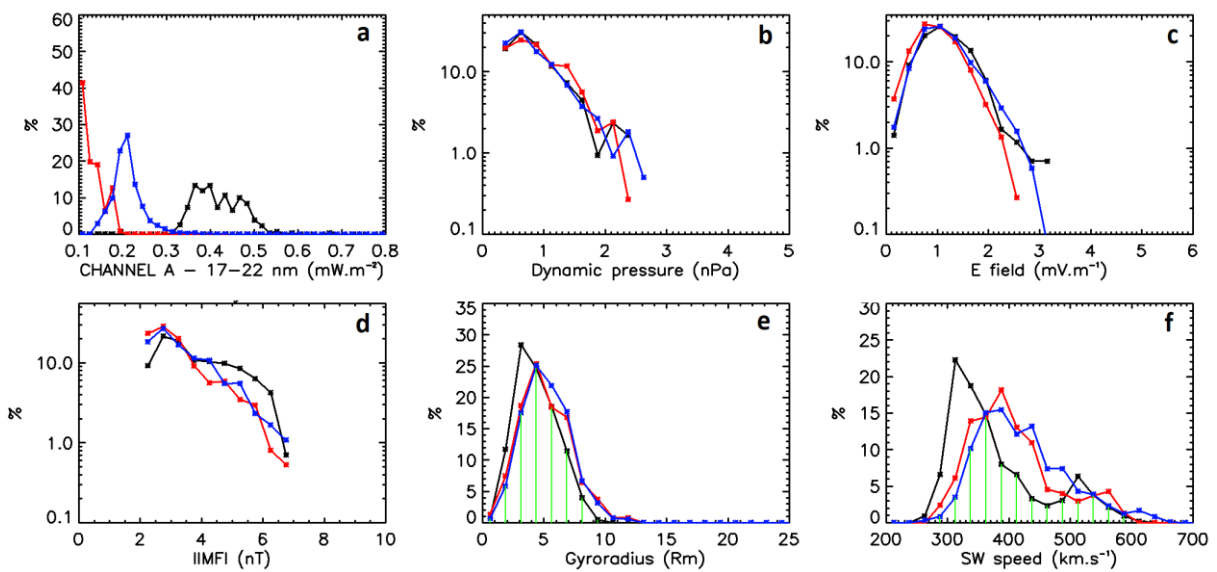 60
50
40
30
20
10
0
%
a
0.1 0.2 0.3 0.4 0.5 0.6 0.7 0.8
CHANNEL A – 17–22 nm (mW.m⁻²)
10.0
1.0
0.1
%
b
0 1 2 3 4 5
Dynamic pressure (nPa)
10.0
1.0
0.1
%
c
0 1 2 3 4 5 6
E field (mV.m⁻¹)
10.0
1.0
0.1
%
d
0 2 4 6 8 10
IIMFI (nT)
35
30
25
20
15
10
5
0
%
e
0 5 10 15 20 25
Gyroradius (Rm)
30
25
20
15
10
5
0
%
f
200 300 400 500 600 700
SW speed (km.s⁻¹)